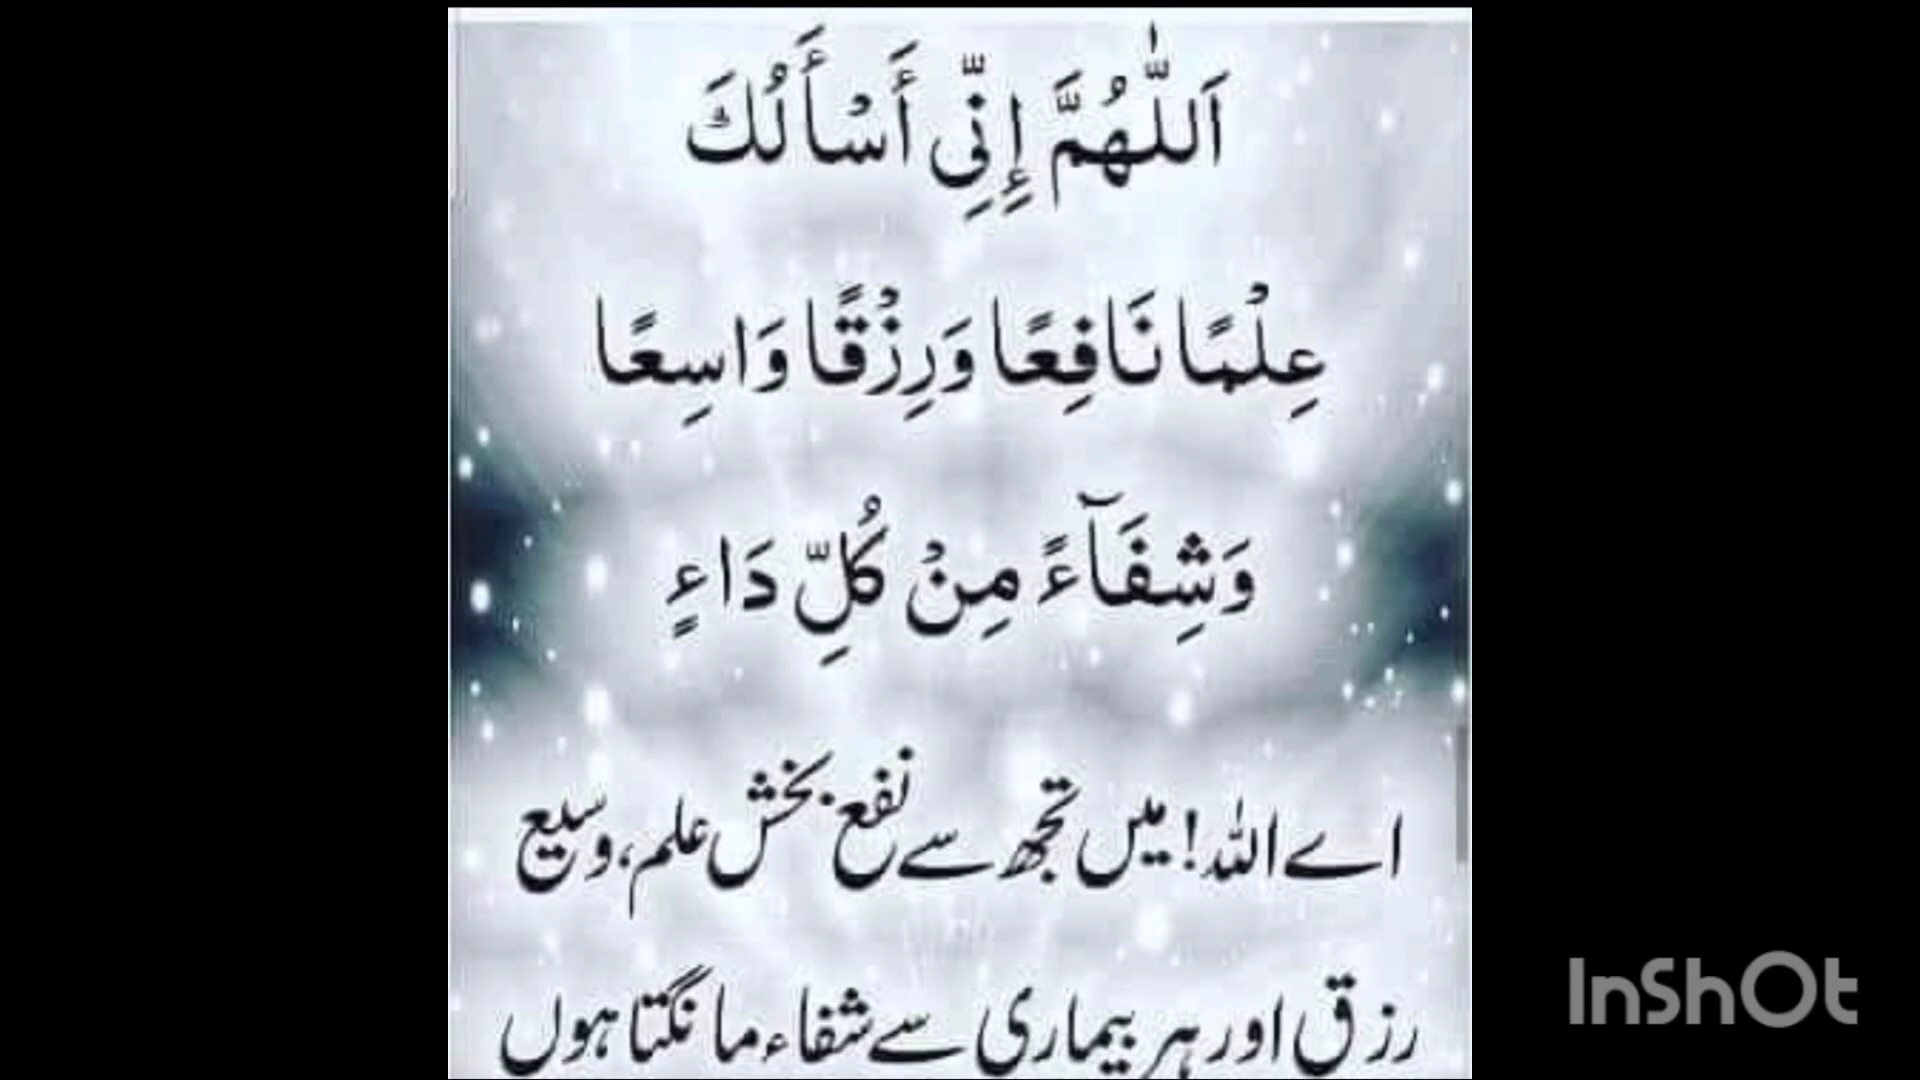 اَللّٰهُمَّ إِنِّى أَسْأَلُكَ
عِلْمًا نَافِعًا وَرِزْقًا وَاسِعًا
وَشِفَآءً مِنْ كُلِّ دَاءٍ
اے اللہ! میں تجھ سے نفع بخش علم، وسیع
رزق اور ہر بیماری سے شفاء مانگتا ہوں
InShOt